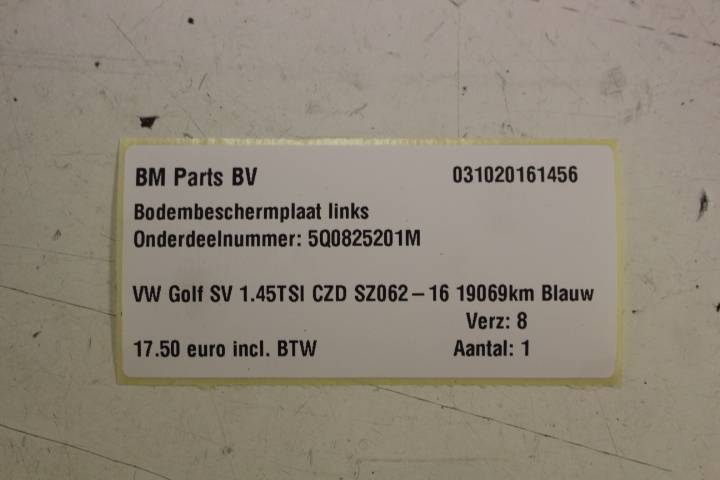 BM Parts BV 031020161456
Bodembeschermplaat links
Onderdeelnummer: 5Q0825201M
VW Golf SV 1.45TSI CZD SZ062-16 19069km Blauw
Verz: 8
17.50 euro incl. BTW Aantal: 1